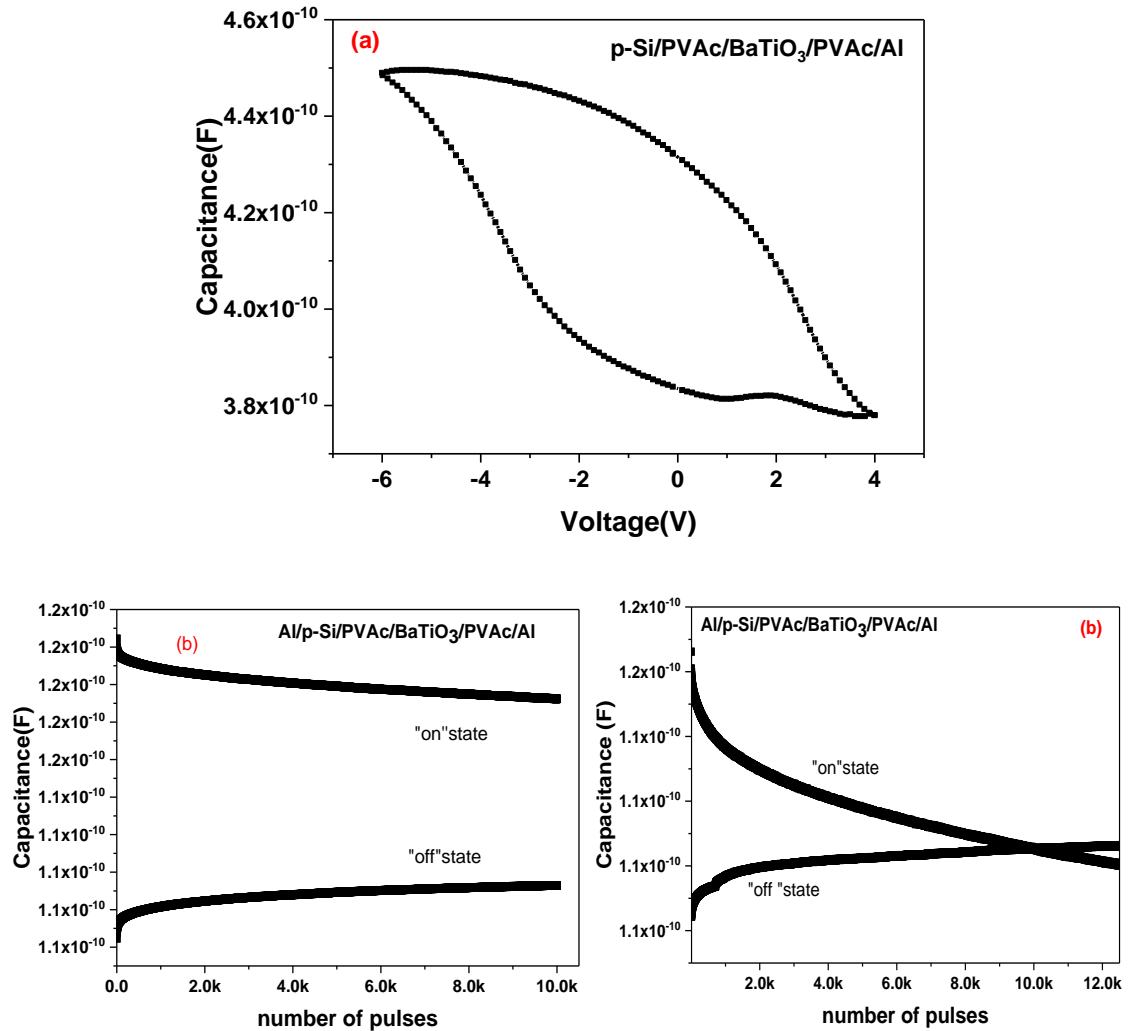 (a)
p-Si/PVAc/BaTiO₃/PVAc/Al
4.6x10⁻¹⁰
4.4x10⁻¹⁰
4.2x10⁻¹⁰
4.0x10⁻¹⁰
3.8x10⁻¹⁰
Capacitance(F)
-6 -4 -2 0 2 4
Voltage(V)
(b)
Al/p-Si/PVAc/BaTiO₃/PVAc/Al
1.2x10⁻¹⁰
1.2x10⁻¹⁰
1.2x10⁻¹⁰
1.2x10⁻¹⁰
1.2x10⁻¹⁰
1.1x10⁻¹⁰
1.1x10⁻¹⁰
1.1x10⁻¹⁰
1.1x10⁻¹⁰
1.1x10⁻¹⁰
Capacitance(F)
"on"state
"off"state
0.0 2.0k 4.0k 6.0k 8.0k 10.0k
number of pulses
Al/p-Si/PVAc/BaTiO₃/PVAc/Al
(b)
1.2x10⁻¹⁰
1.2x10⁻¹⁰
1.1x10⁻¹⁰
1.1x10⁻¹⁰
1.1x10⁻¹⁰
1.1x10⁻¹⁰
Capacitance (F)
"on"state
"off "state
2.0k 4.0k 6.0k 8.0k 10.0k 12.0k
number of pulses